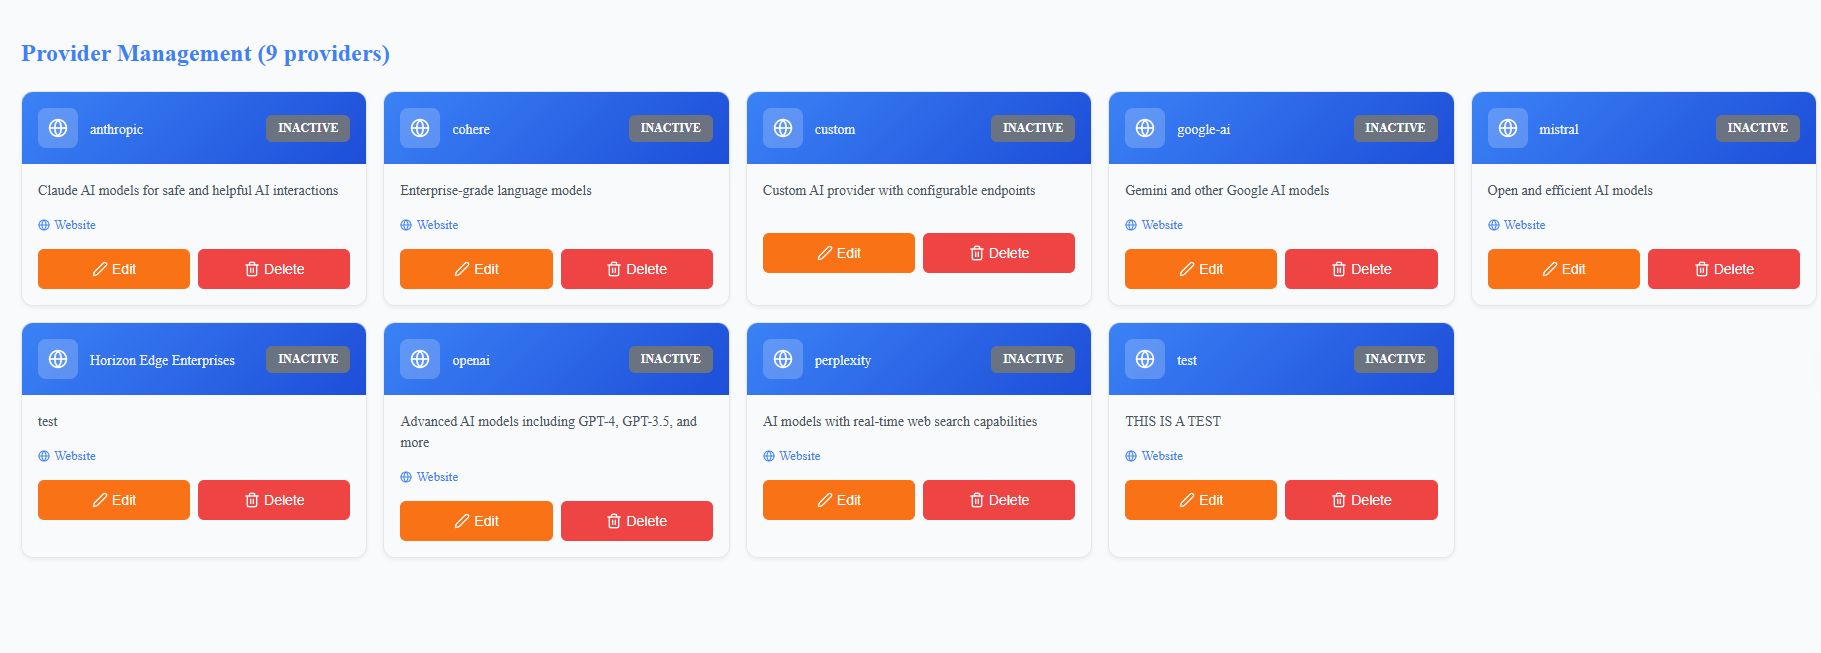 Provider Management (9 providers)
anthropic
INACTIVE
Claude AI models for safe and helpful AI interactions
Website
Edit
Delete
cohere
INACTIVE
Enterprise-grade language models
Website
Edit
Delete
custom
INACTIVE
Custom AI provider with configurable endpoints
Edit
Delete
google-ai
INACTIVE
Gemini and other Google AI models
Website
Edit
Delete
mistral
INACTIVE
Open and efficient AI models
Website
Edit
Delete
Horizon Edge Enterprises
INACTIVE
test
Website
Edit
Delete
openai
INACTIVE
Advanced AI models including GPT-4, GPT-3.5, and
more
Website
Edit
Delete
perplexity
INACTIVE
AI models with real-time web search capabilities
Website
Edit
Delete
test
INACTIVE
THIS IS A TEST
Website
Edit
Delete